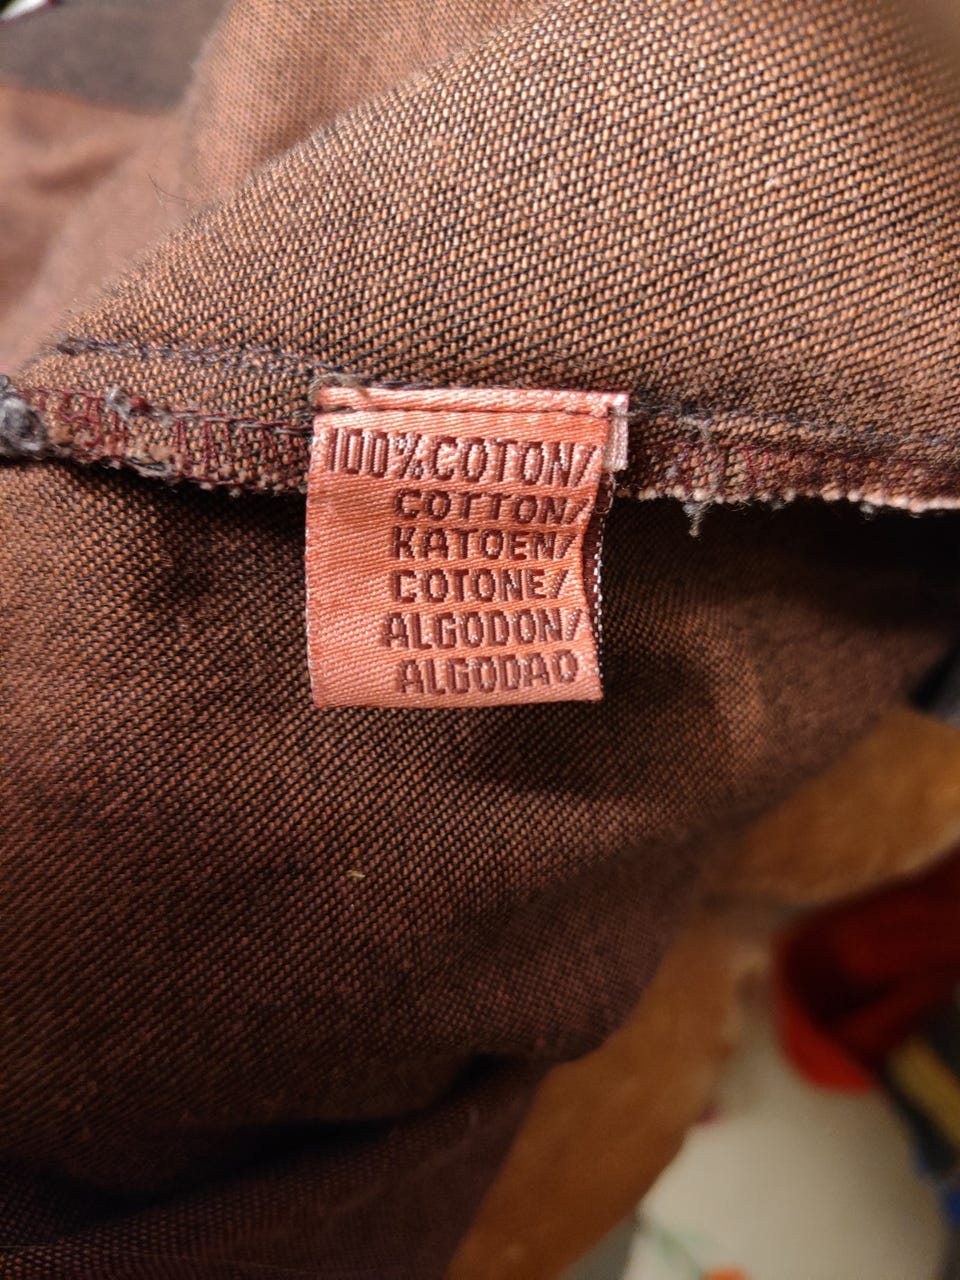 100%COTON/
COTTON/
KATOEN/
COTONE/
ALGODON/
ALGODAO